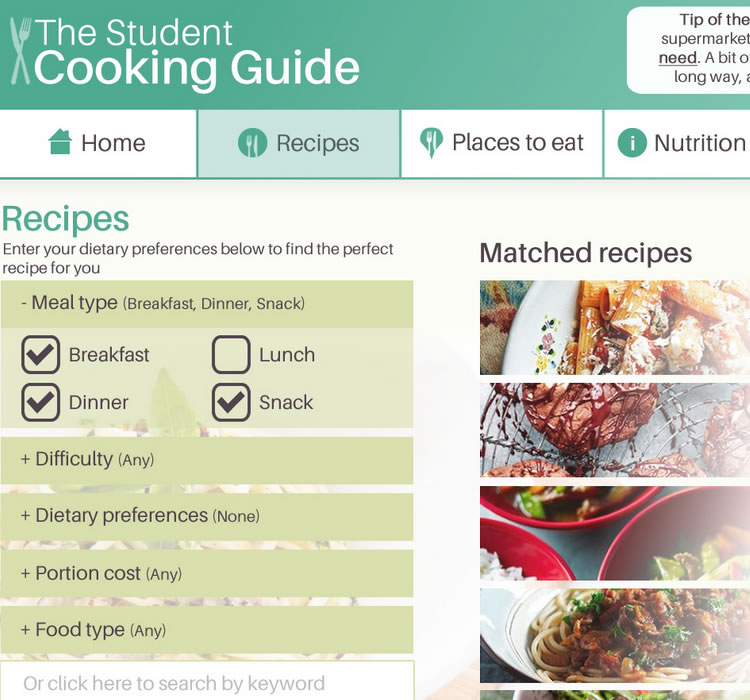 The Student
Cooking Guide
Tip of the
supermarket
need. A bit o
long way, a
Home
Recipes
Places to eat
i Nutrition
Recipes
Enter your dietary preferences below to find the perfect
recipe for you
- Meal type (Breakfast, Dinner, Snack)
Breakfast
Lunch
Dinner
Snack
+ Difficulty (Any)
+ Dietary preferences (None)
+ Portion cost (Any)
+ Food type (Any)
Or click here to search by keyword
Matched recipes